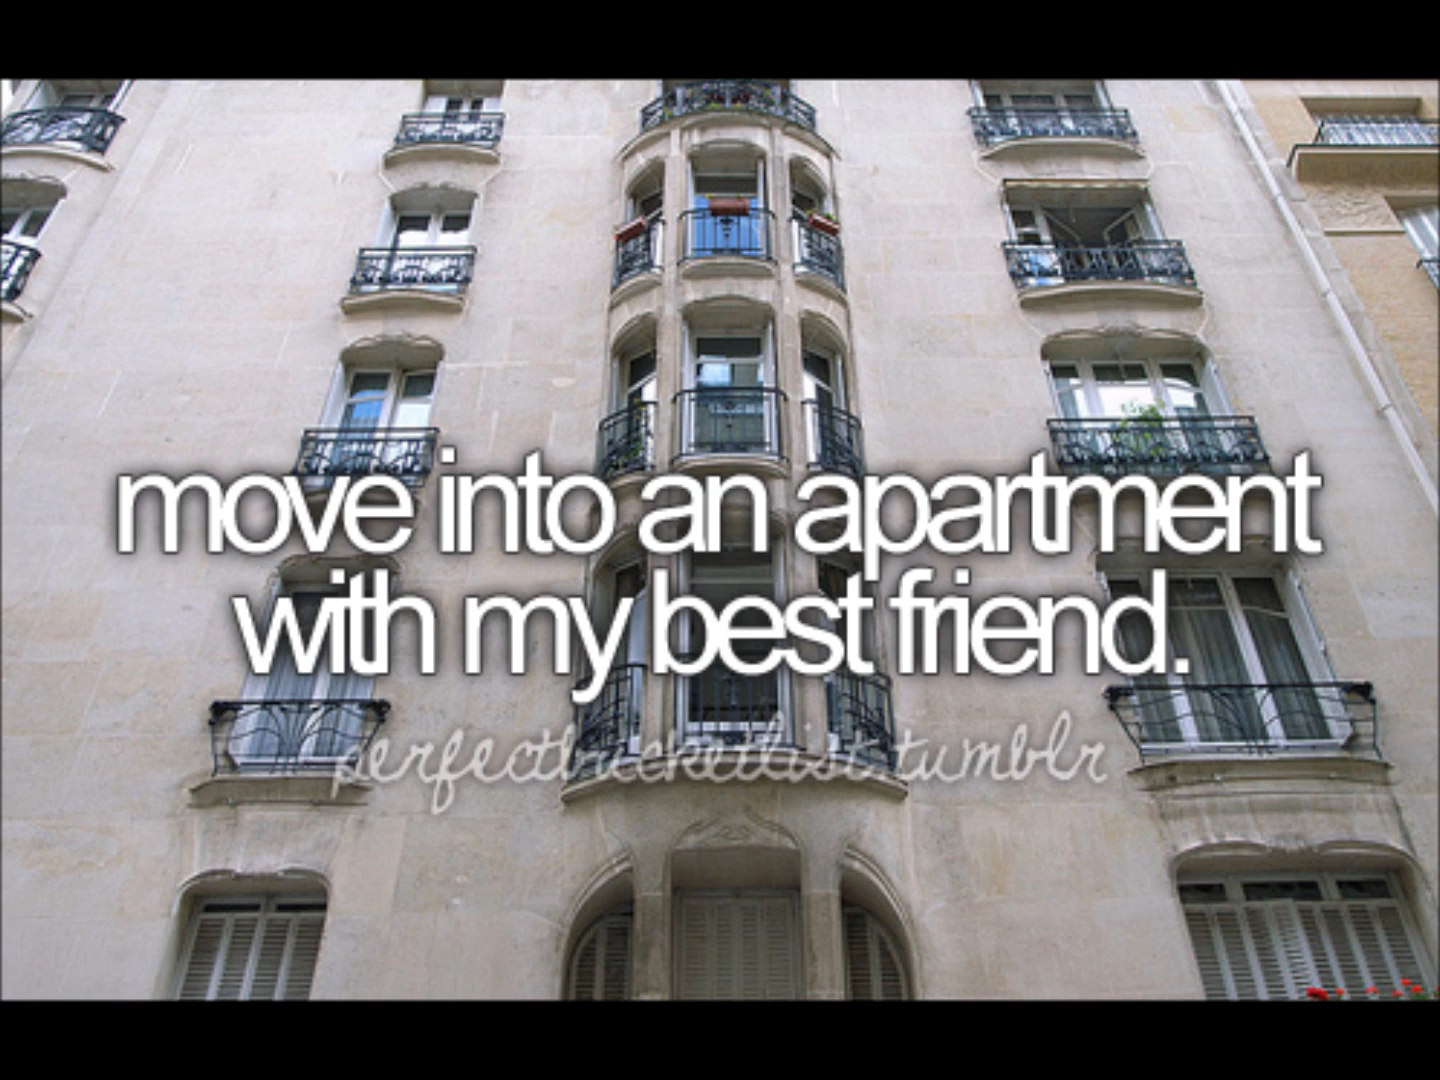 move into an apartment
with my best friend.
perfectbucketlist.tumblr